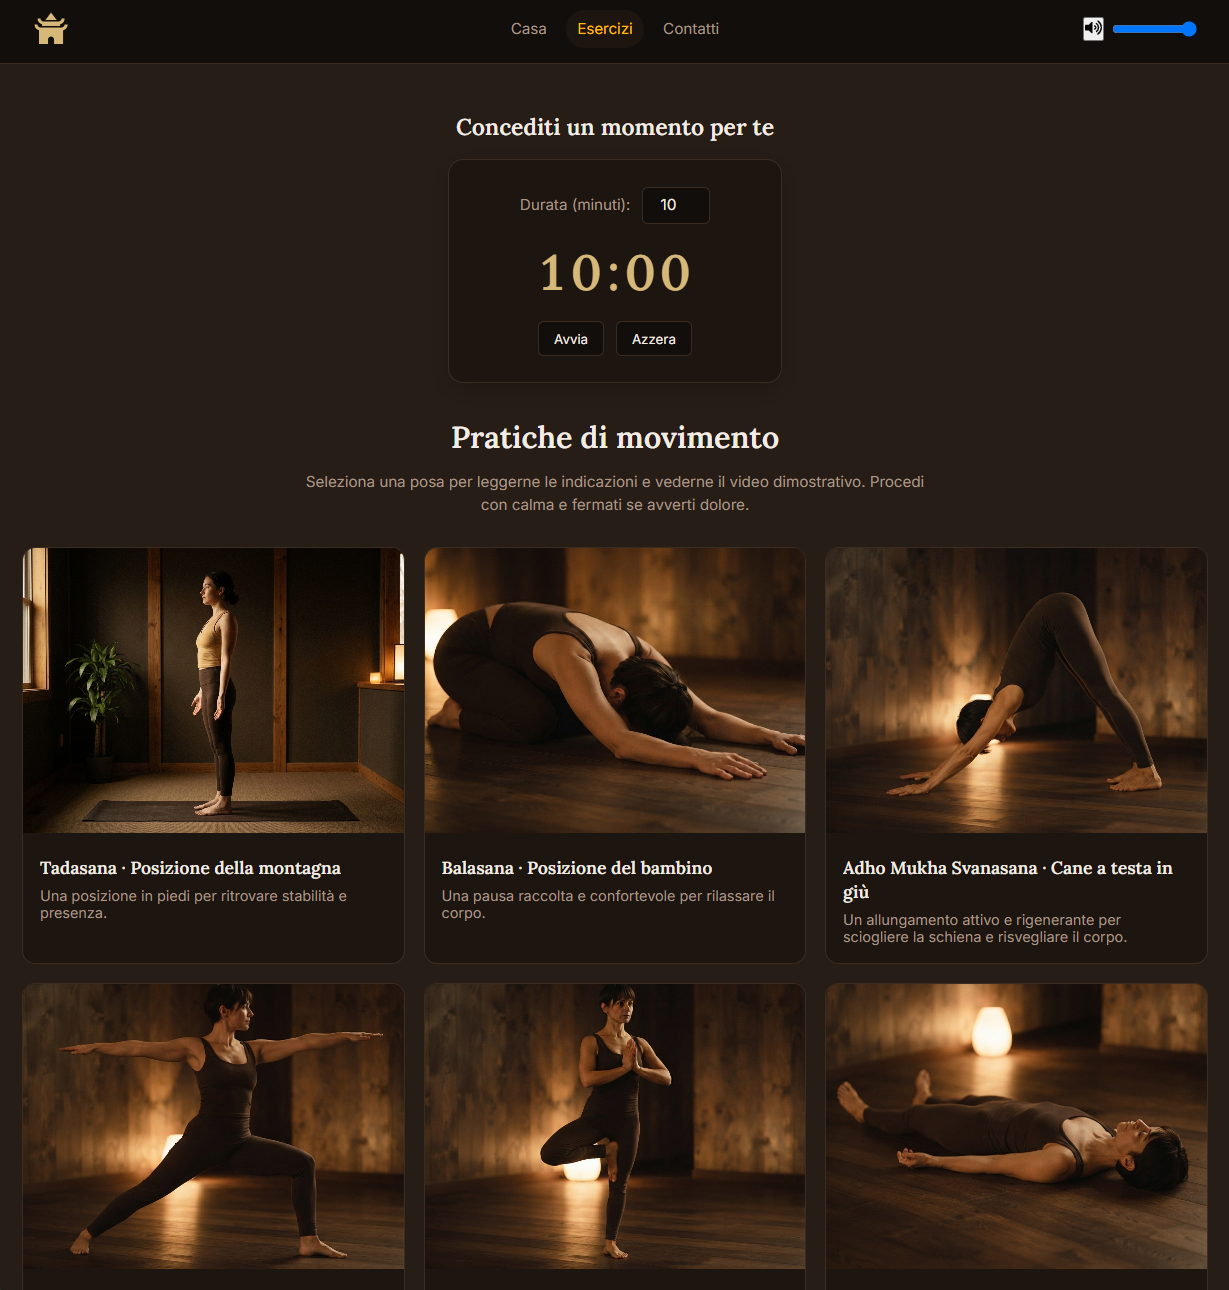 Casa Esercizi Contatti
Concediti un momento per te
Durata (minuti): 10
10:00
Avvia Azzera
Pratiche di movimento
Seleziona una posa per leggerne le indicazioni e vederne il video dimostrativo. Procedi
con calma e fermati se avverti dolore.
Tadasana · Posizione della montagna
Una posizione in piedi per ritrovare stabilità e
presenza.
Balasana · Posizione del bambino
Una pausa raccolta e confortevole per rilassare il
corpo.
Adho Mukha Svanasana · Cane a testa in
giù
Un allungamento attivo e rigenerante per
sciogliere la schiena e risvegliare il corpo.